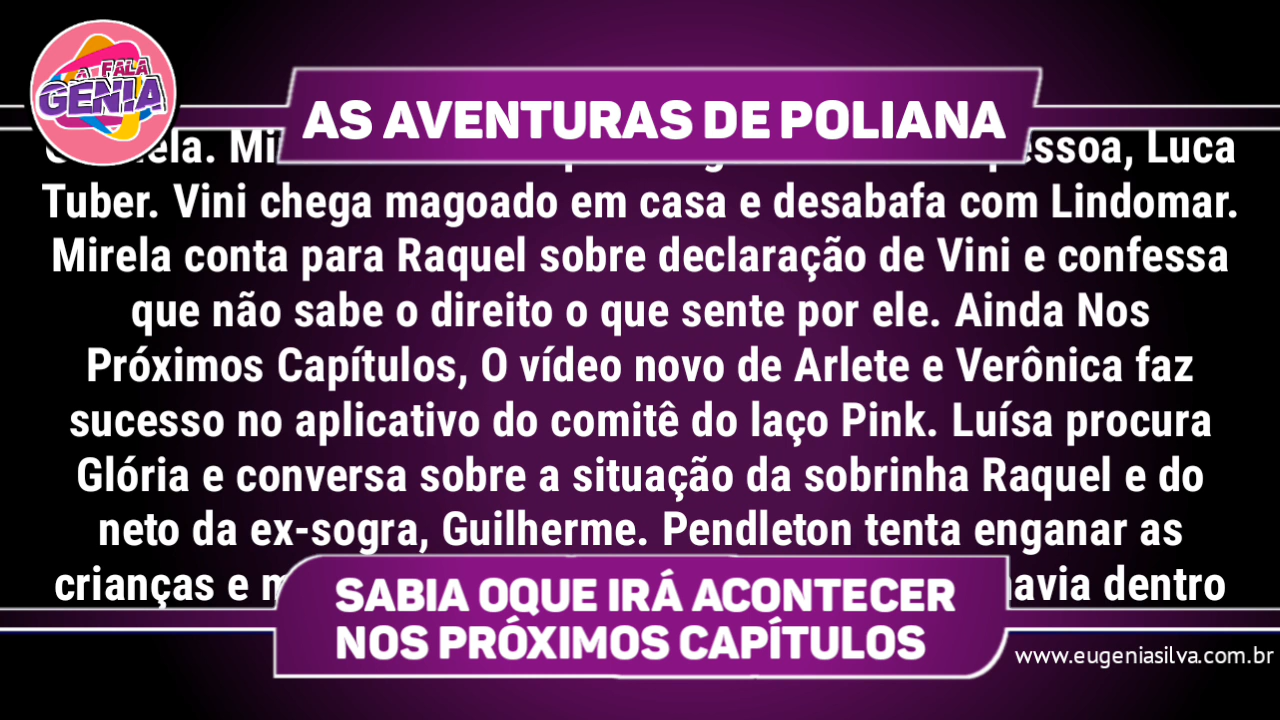 A FALA
GENIA
AS AVENTURAS DE POLIANA
Luca
Tuber. Vini chega magoado em casa e desabafa com Lindomar.
Mirela conta para Raquel sobre declaração de Vini e confessa
que não sabe o direito o que sente por ele. Ainda Nos
Próximos Capítulos, O vídeo novo de Arlete e Verônica faz
sucesso no aplicativo do comitê do laço Pink. Luísa procura
Glória e conversa sobre a situação da sobrinha Raquel e do
neto da ex-sogra, Guilherme. Pendleton tenta enganar as
crianças e havia dentro
SABIA OQUE IRÁ ACONTECER
NOS PRÓXIMOS CAPÍTULOS
www.eugeniasilva.com.br